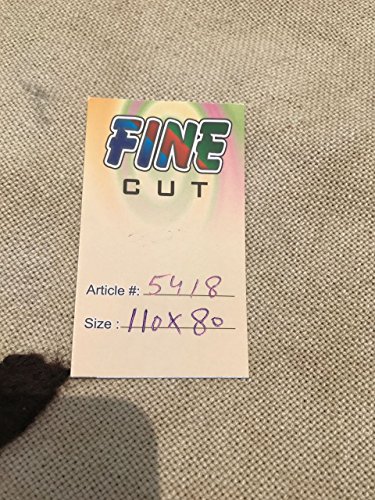 FINE
CUT
Article #: 5418
Size : 110X80